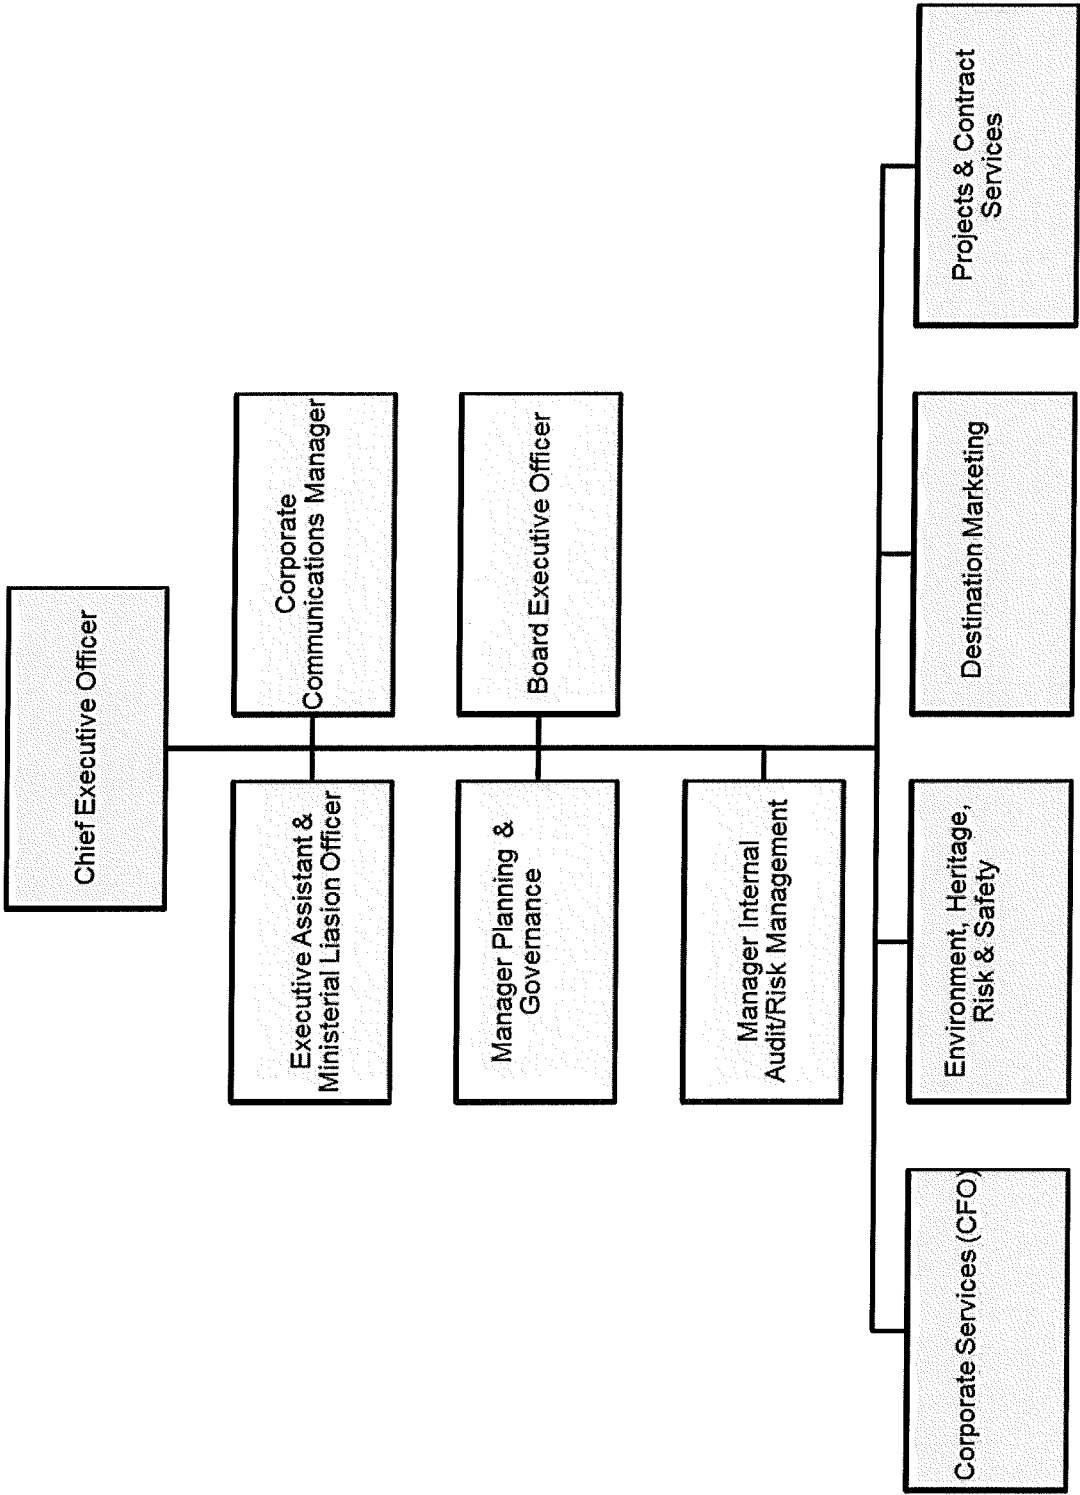 Chief Executive Officer
Executive Assistant &
Ministerial Liasion Officer
Corporate
Communications Manager
Manager Planning &
Governance
Board Executive Officer
Manager Internal
Audit/Risk Management
Corporate Services (CFO)
Environment, Heritage,
Risk & Safety
Destination Marketing
Projects & Contract
Services